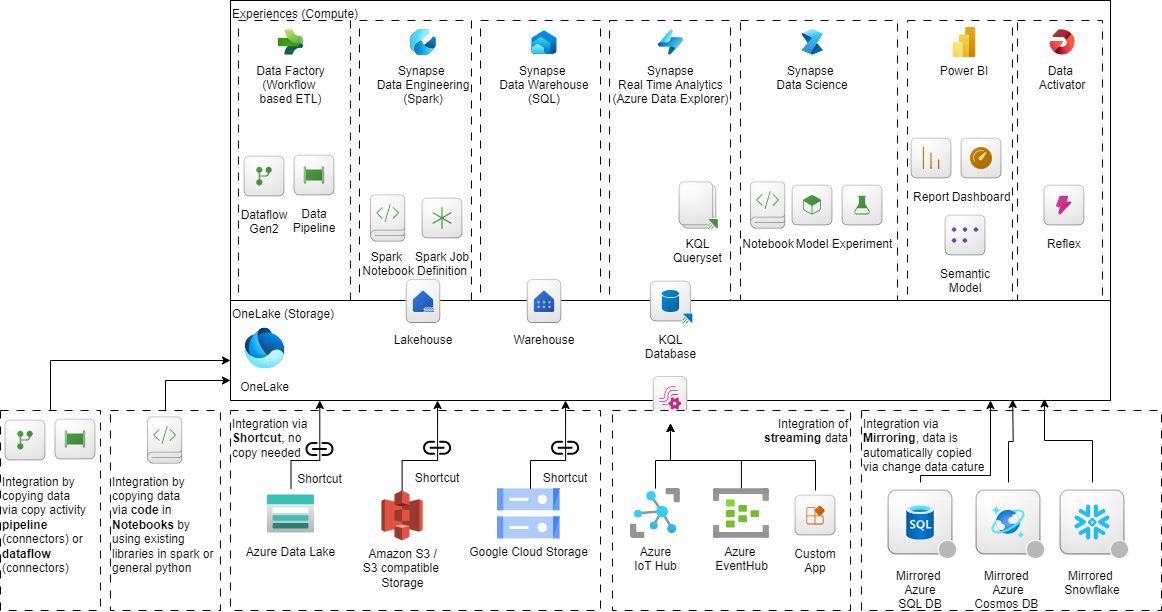 Experiences (Compute)
Data Factory
(Workflow
based ETL)
Synapse
Data Engineering
(Spark)
Synapse
Data Warehouse
(SQL)
Synapse
Real Time Analytics
(Azure Data Explorer)
Synapse
Data Science
Power BI
Data
Activator
Dataflow
Gen2
Data
Pipeline
Spark
Notebook
Spark Job
Definition
KQL
Queryset
Notebook
Model
Experiment
Report
Dashboard
Semantic
Model
Reflex
OneLake (Storage)
OneLake
Lakehouse
Warehouse
KQL
Database
Integration by
copying data
via copy activity
pipeline
(connectors) or
dataflow
(connectors)
Integration by
copying data
via code in
Notebooks by
using existing
libraries in spark or
general python
Integration via
Shortcut, no
copy needed
Shortcut
Shortcut
Shortcut
Azure Data Lake
Amazon S3 /
S3 compatible
Storage
Google Cloud Storage
Integration of
streaming data
Azure
IoT Hub
Azure
EventHub
Custom
App
Integration via
Mirroring, data is
automatically copied
via change data cature
SQL
Mirrored
Azure
SQL DB
Mirrored
Azure
Cosmos DB
Mirrored
Snowflake